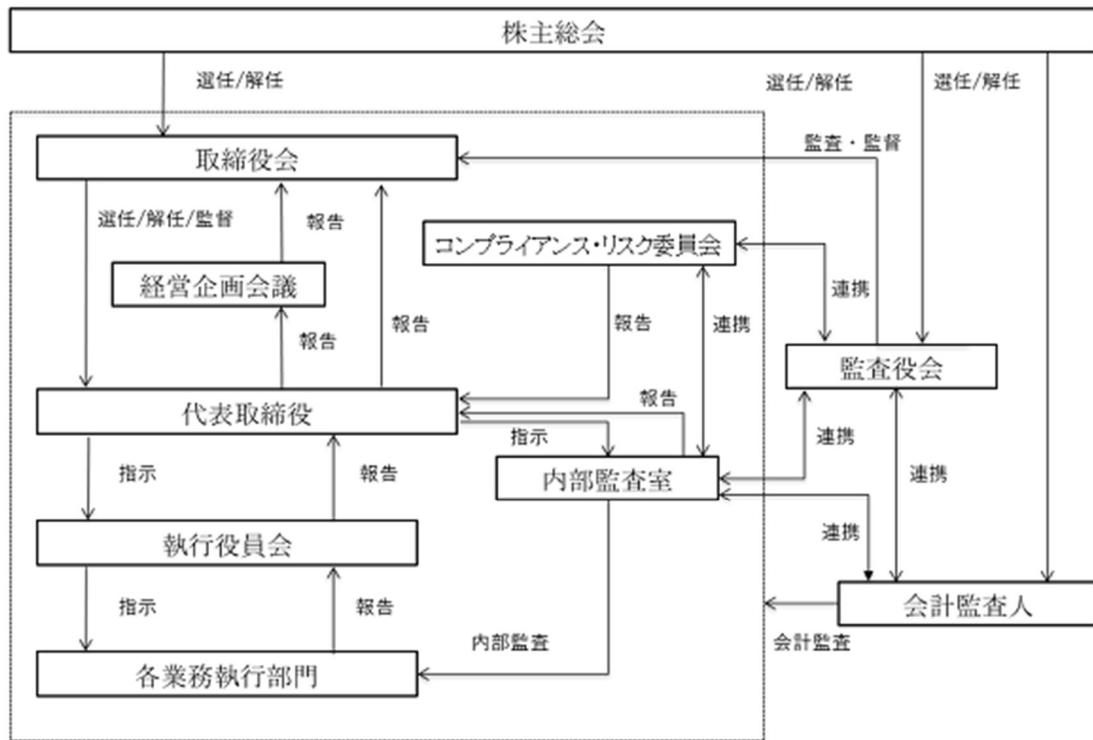 株主総会
選任/解任
選任/解任
選任/解任
監査・監督
取締役会
選任/解任/監督
報告
コンプライアンス・リスク委員会
経営企画会議
連携
報告
報告
報告
連携
監査役会
報告
代表取締役
指示
連携
指示
報告
内部監査室
連携
連携
執行役員会
指示
報告
会計監査人
内部監査
会計監査
各業務執行部門